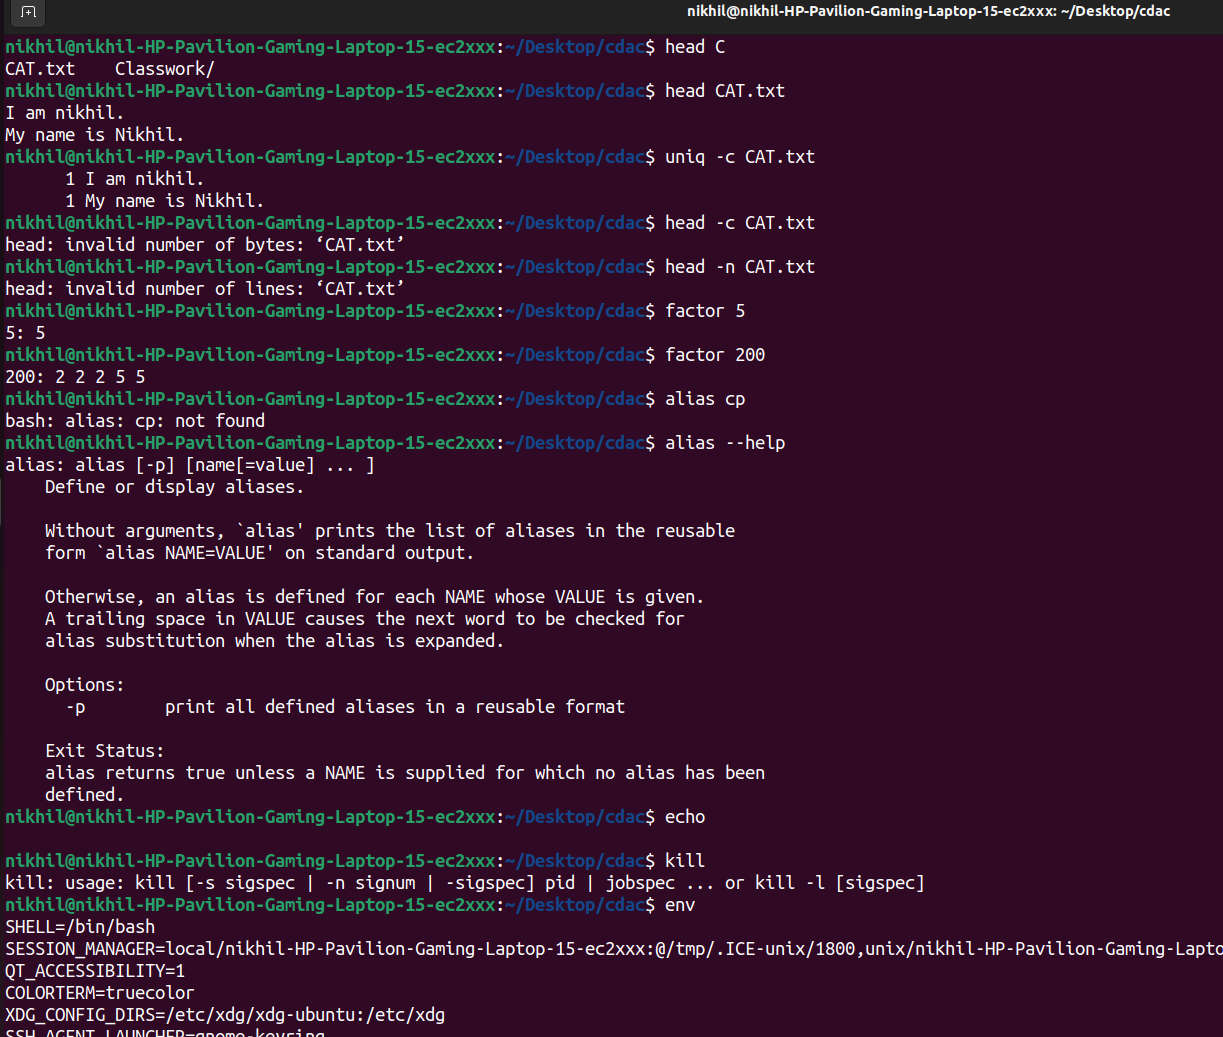 nikhil@nikhil-HP-Pavilion-Gaming-Laptop-15-ec2xxx: ~/Desktop/cdac
nikhil@nikhil-HP-Pavilion-Gaming-Laptop-15-ec2xxx:~/Desktop/cdac$ head C
CAT.txt    Classwork/
nikhil@nikhil-HP-Pavilion-Gaming-Laptop-15-ec2xxx:~/Desktop/cdac$ head CAT.txt
I am nikhil.
My name is Nikhil.
nikhil@nikhil-HP-Pavilion-Gaming-Laptop-15-ec2xxx:~/Desktop/cdac$ uniq -c CAT.txt
      1 I am nikhil.
      1 My name is Nikhil.
nikhil@nikhil-HP-Pavilion-Gaming-Laptop-15-ec2xxx:~/Desktop/cdac$ head -c CAT.txt
head: invalid number of bytes: ‘CAT.txt’
nikhil@nikhil-HP-Pavilion-Gaming-Laptop-15-ec2xxx:~/Desktop/cdac$ head -n CAT.txt
head: invalid number of lines: ‘CAT.txt’
nikhil@nikhil-HP-Pavilion-Gaming-Laptop-15-ec2xxx:~/Desktop/cdac$ factor 5
5: 5
nikhil@nikhil-HP-Pavilion-Gaming-Laptop-15-ec2xxx:~/Desktop/cdac$ factor 200
200: 2 2 2 5 5
nikhil@nikhil-HP-Pavilion-Gaming-Laptop-15-ec2xxx:~/Desktop/cdac$ alias cp
bash: alias: cp: not found
nikhil@nikhil-HP-Pavilion-Gaming-Laptop-15-ec2xxx:~/Desktop/cdac$ alias --help
alias: alias [-p] [name[=value] ... ]
    Define or display aliases.
    Without arguments, `alias' prints the list of aliases in the reusable
    form `alias NAME=VALUE' on standard output.
    Otherwise, an alias is defined for each NAME whose VALUE is given.
    A trailing space in VALUE causes the next word to be checked for
    alias substitution when the alias is expanded.
    Options:
      -p        print all defined aliases in a reusable format
    Exit Status:
    alias returns true unless a NAME is supplied for which no alias has been
    defined.
nikhil@nikhil-HP-Pavilion-Gaming-Laptop-15-ec2xxx:~/Desktop/cdac$ echo
nikhil@nikhil-HP-Pavilion-Gaming-Laptop-15-ec2xxx:~/Desktop/cdac$ kill
kill: usage: kill [-s sigspec | -n signum | -sigspec] pid | jobspec ... or kill -l [sigspec]
nikhil@nikhil-HP-Pavilion-Gaming-Laptop-15-ec2xxx:~/Desktop/cdac$ env
SHELL=/bin/bash
SESSION_MANAGER=local/nikhil-HP-Pavilion-Gaming-Laptop-15-ec2xxx:@/tmp/.ICE-unix/1800,unix/nikhil-HP-Pavilion-Gaming-Lapto
QT_ACCESSIBILITY=1
COLORTERM=truecolor
XDG_CONFIG_DIRS=/etc/xdg/xdg-ubuntu:/etc/xdg
SSH_AGENT_LAUNCHER=gnome-keyring